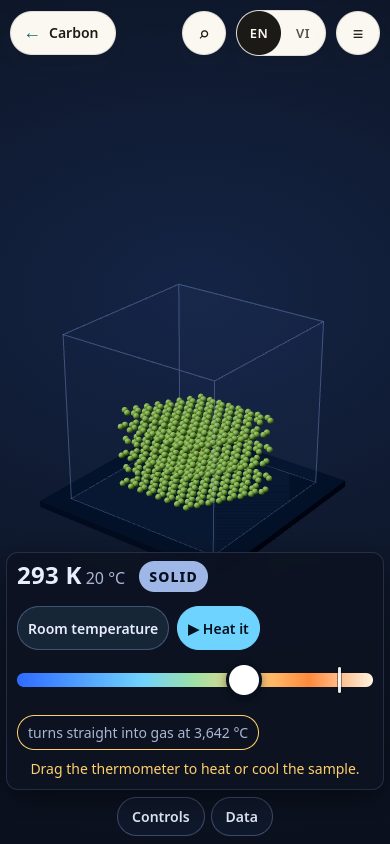 ← Carbon
EN VI
293 K 20 °C SOLID
Room temperature ▶ Heat it
turns straight into gas at 3,642 °C
Drag the thermometer to heat or cool the sample.
Controls Data